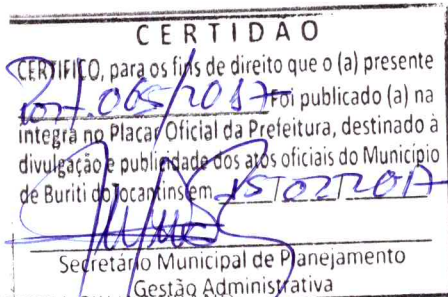 CERTIDÃO
CERTIFICO, para os fins de direito que o (a) presente
Port. 065/2017 Foi publicado (a) na
integra no Placar Oficial da Prefeitura, destinado à
divulgação e publicidade dos atos oficiais do Município
de Buriti do Tocantins em 15/02/2017
Secretário Municipal de Planejamento
Gestão Administrativa